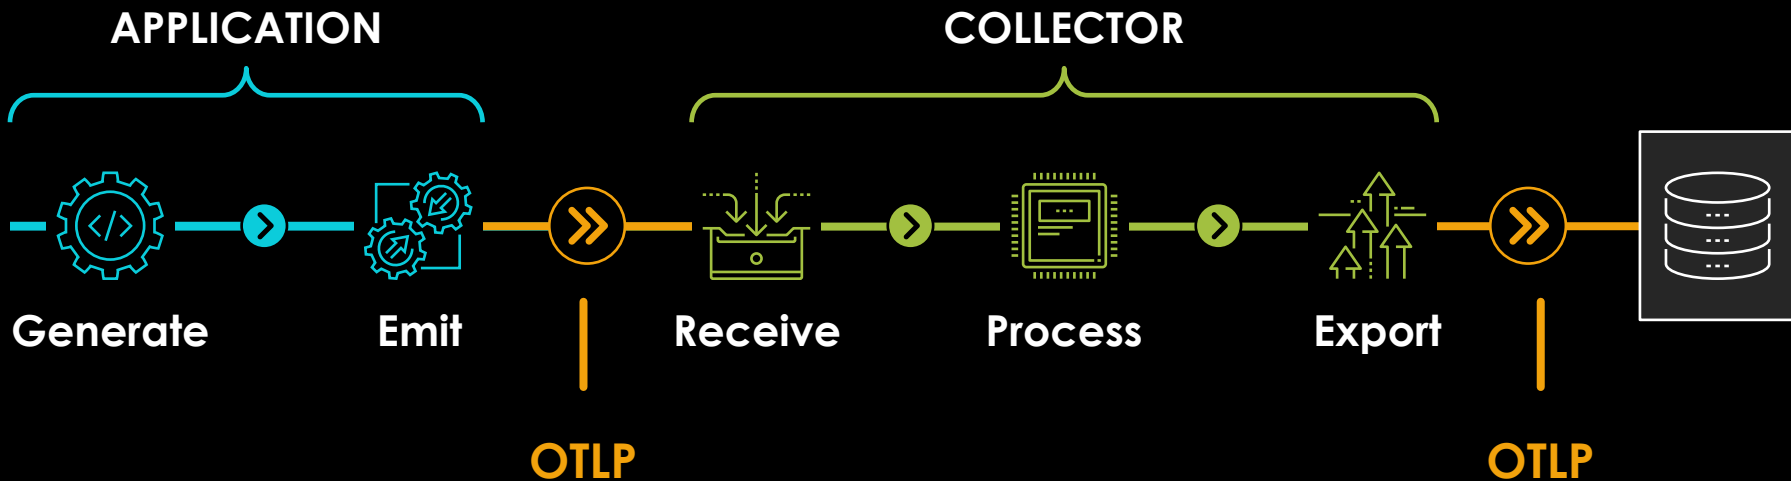 APPLICATION
COLLECTOR
</>
Generate
Emit
Receive
Process
Export
OTLP
OTLP